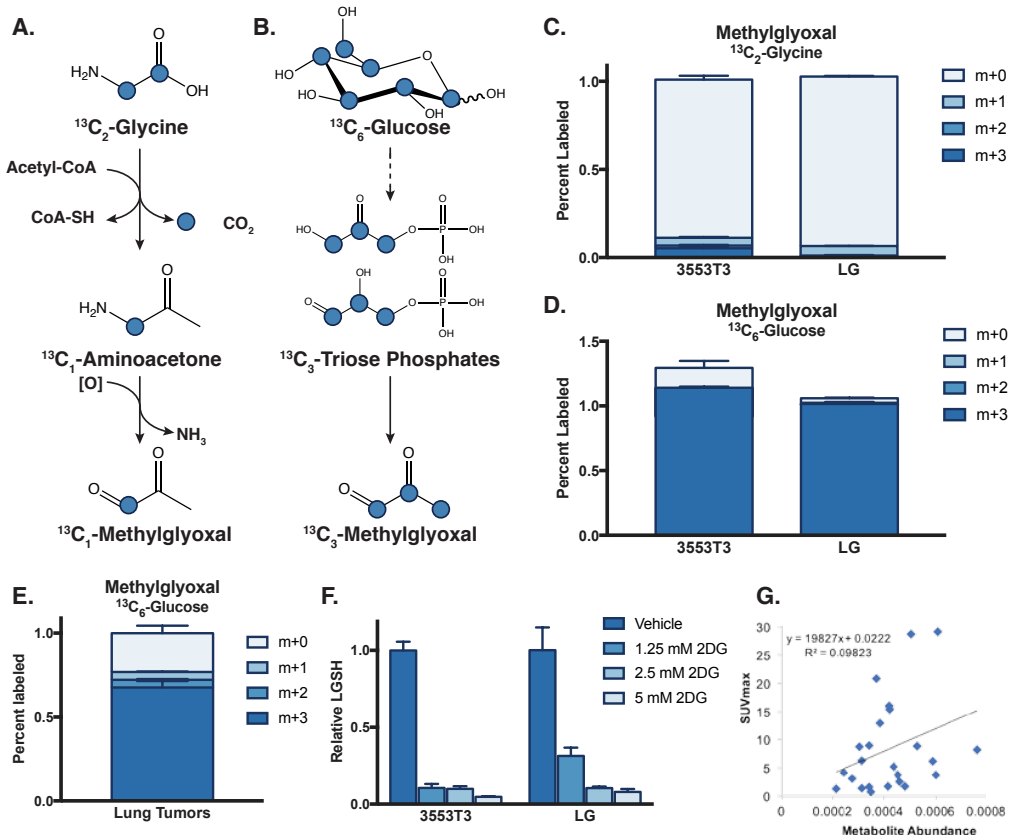 A.
O
H₂N
OH
¹³C₂-Glycine
Acetyl-CoA
CoA-SH
CO₂
O
H₂N
¹³C₁-Aminoacetone
[O]
NH₃
O
O
¹³C₁-Methylglyoxal
B.
OH
O
HO
HO
OH
OH
¹³C₆-Glucose
O
O
HO
O
P
OH
OH
OH
O
O
O
P
OH
OH
¹³C₃-Triose Phosphates
O
O
¹³C₃-Methylglyoxal
C.
Methylglyoxal
¹³C₂-Glycine
Percent Labeled
1.0
0.5
0.0
3553T3
LG
m+0
m+1
m+2
m+3
D.
Methylglyoxal
¹³C₆-Glucose
Percent Labeled
1.5
1.0
0.5
0.0
3553T3
LG
m+0
m+1
m+2
m+3
E.
Methylglyoxal
¹³C₆-Glucose
Percent labeled
1.0
0.5
0.0
Lung Tumors
m+0
m+1
m+2
m+3
F.
Relative LGSH
1.0
0.5
0.0
3553T3
LG
Vehicle
1.25 mM 2DG
2.5 mM 2DG
5 mM 2DG
G.
y = 19827x + 0.0222
R² = 0.09823
SUVmax
30
25
20
15
10
5
0
0
0.0002
0.0004
0.0006
0.0008
Metabolite Abundance